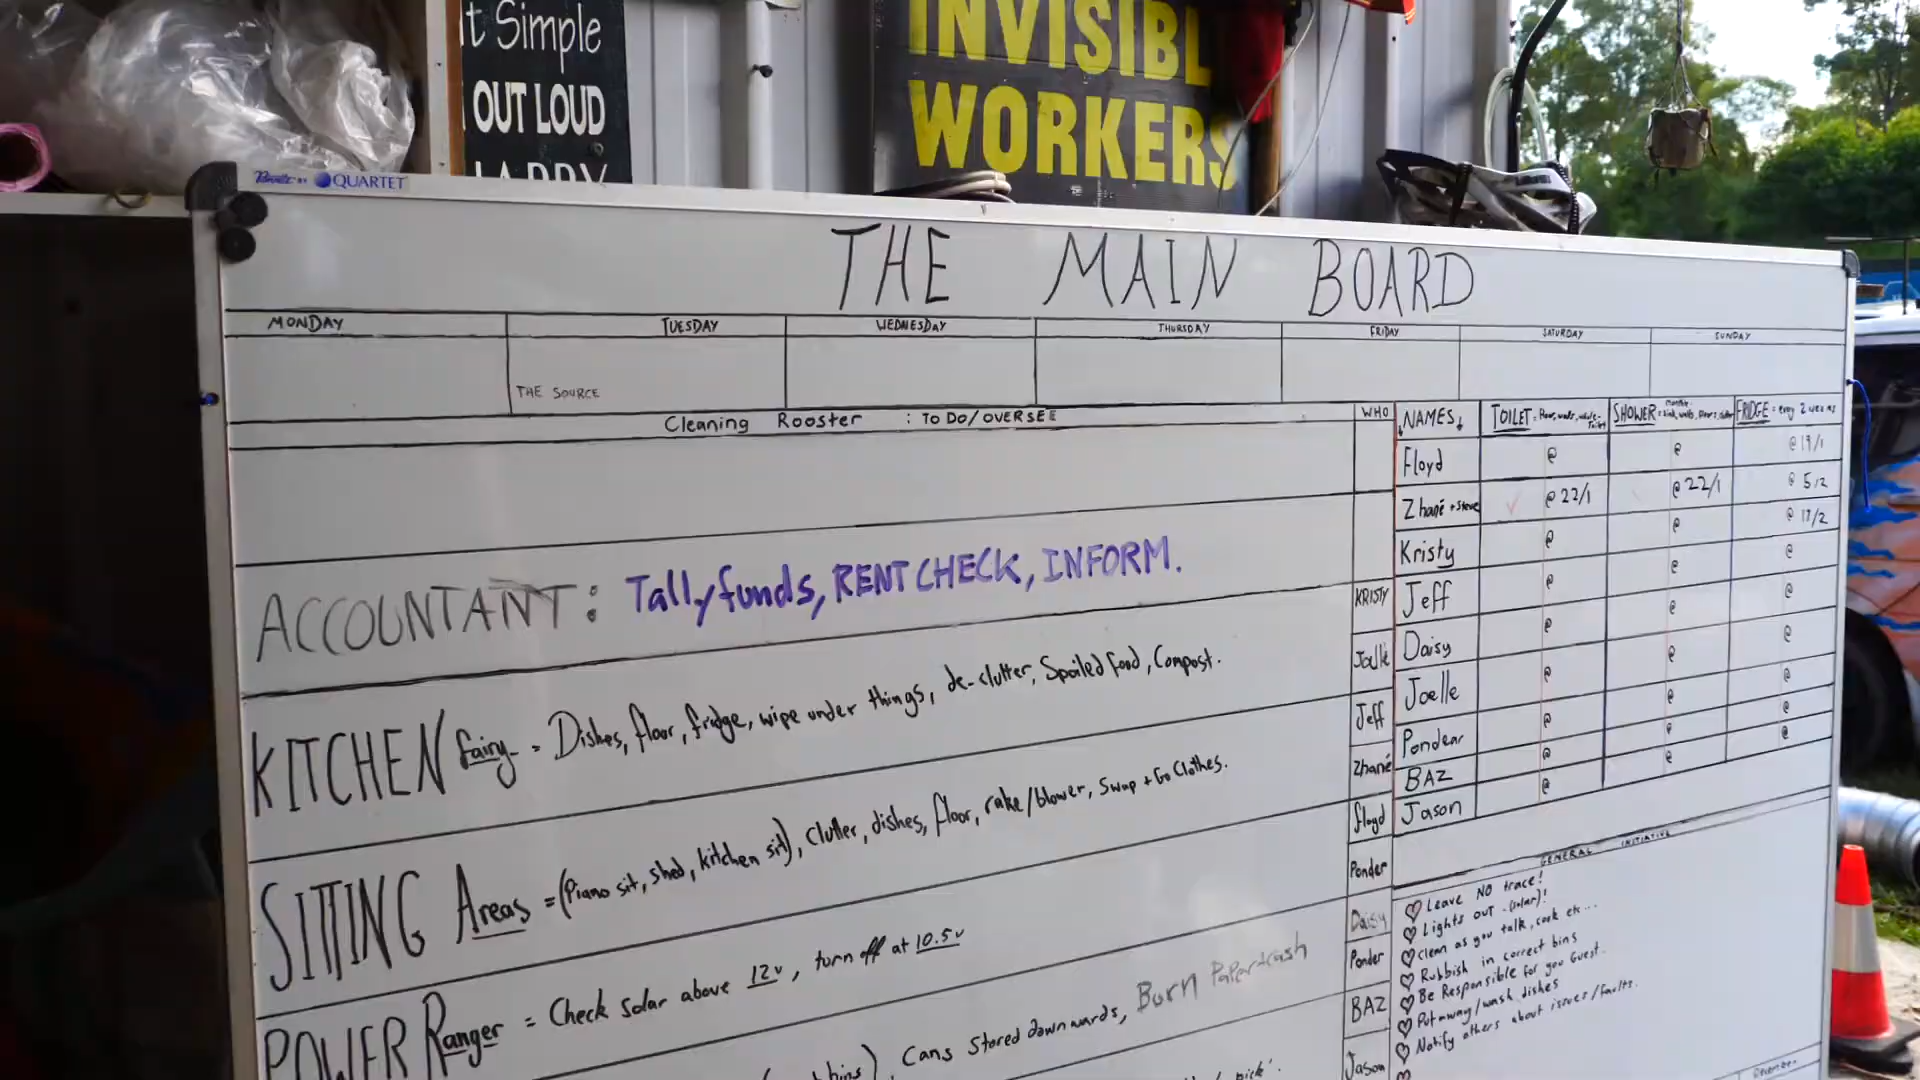 it Simple
OUT LOUD
INVISIBL
WORKERS
QUARTET
THE MAIN BOARD
MONDAY TUESDAY WEDNESDAY THURSDAY FRIDAY SATURDAY SUNDAY
THE SOURCE
Cleaning Rooster : TO DO/OVERSEE
WHO
ACCOUNTANT: Tally funds, RENT CHECK, INFORM.
KITCHEN fairy = Dishes, floor, fridge, wipe under things, de-clutter, Spoiled food, Compost.
SITTING Areas = (Piano sit, shed, kitchen sit), Clutter, dishes, floor, rake/blower, Swap + Go Clothes.
POWER Ranger = Check solar above 12v, turn off at 10.5v
bins), Cans Stored downwards, Burn Paper trash
KRISTY
Joelle
Jeff
Zhané
floyd
Ponder
Daisy
Ponder
BAZ
Jason
NAMES TOILET SHOWER FRIDGE = every 2 weeks
Floyd @ @ @ 19/1
Zhané + Steve @ 22/1 @ 22/1 @ 5/2
Kristy @ @ @ 17/2
Jeff @ @ @
Daisy @ @ @
Joelle @ @ @
Pondear @ @ @
BAZ @ @ @
Jason @ @ @
GENERAL INITIATIVE
Leave NO trace!
Lights OUT - (solar)!
Clean as you talk, cook etc...
Rubbish in correct bins
Be Responsible for you Guest.
Put away/wash dishes
Notify others about issues/faults.